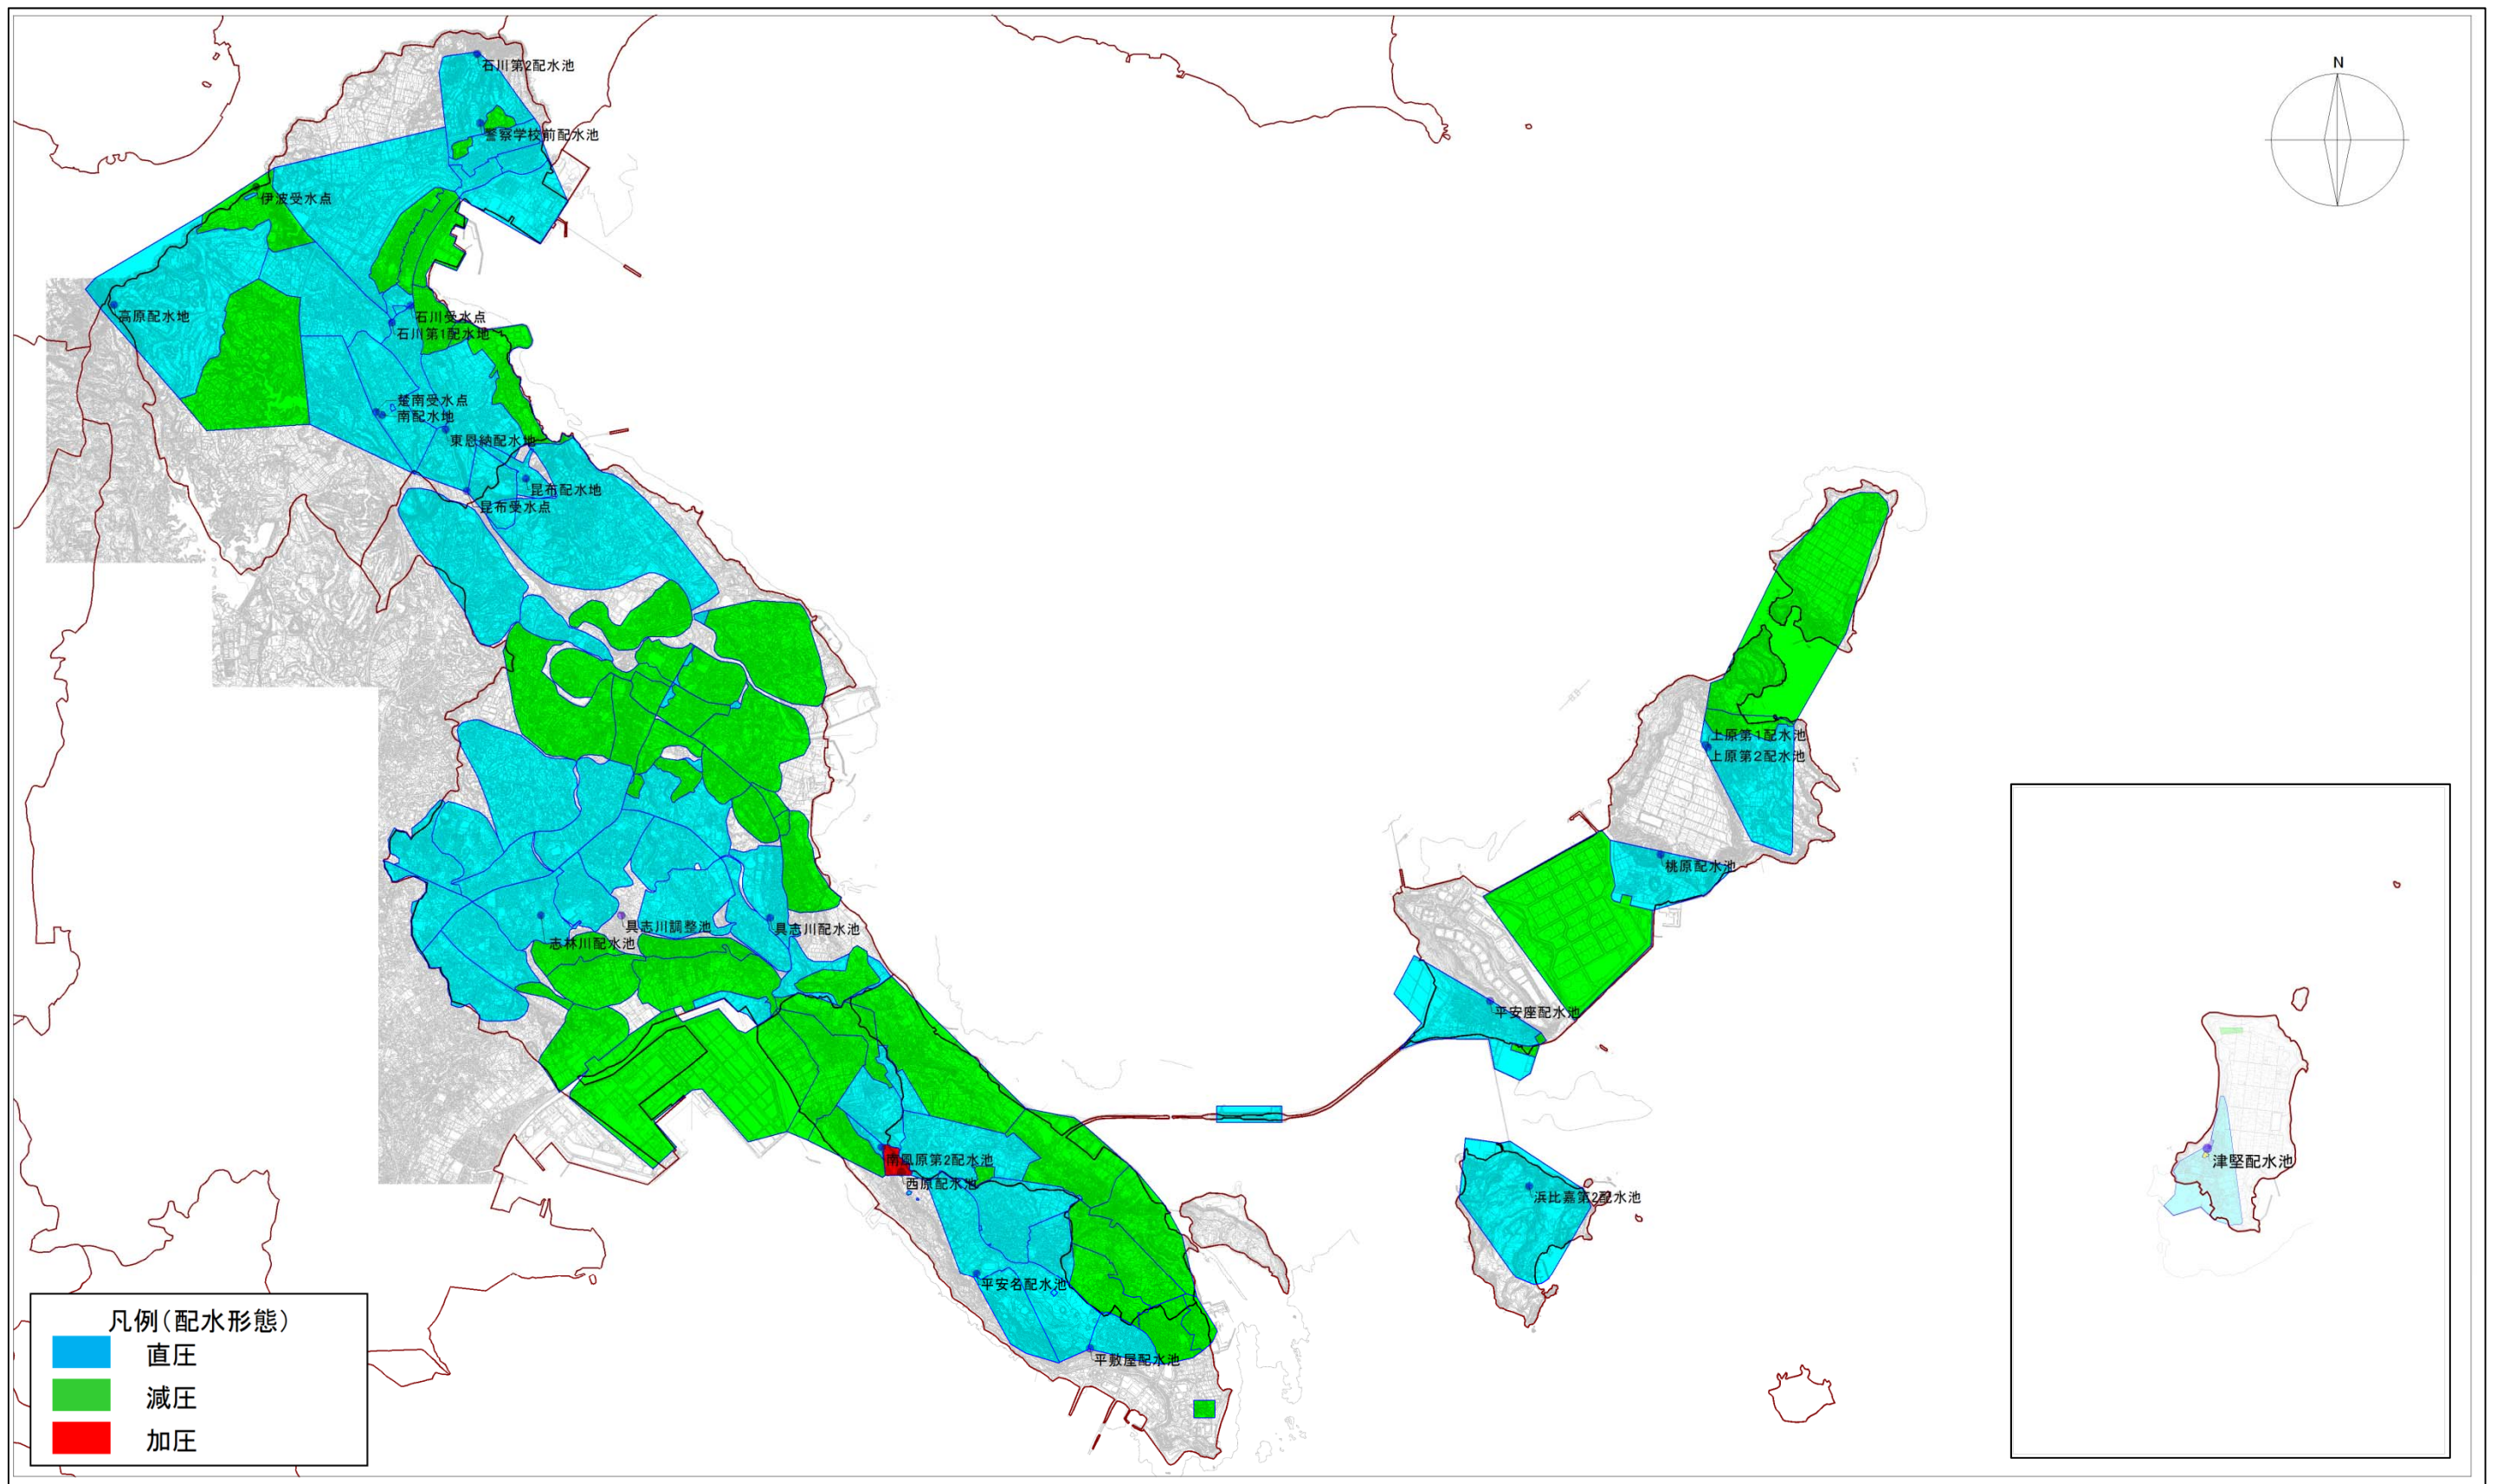 N
石川第2配水池
警察学校前配水池
伊波受水点
高原配水地
石川受水点
石川第1配水地
楚南受水点
南配水地
東恩納配水地
昆布配水地
昆布受水点
上原第1配水池
上原第2配水池
桃原配水池
具志川調整池
具志川配水池
志林川配水池
平安座配水池
南風原第2配水池
西原配水池
浜比嘉第2配水池
津堅配水池
平安名配水池
平敷屋配水池
凡例(配水形態)
直圧
減圧
加圧